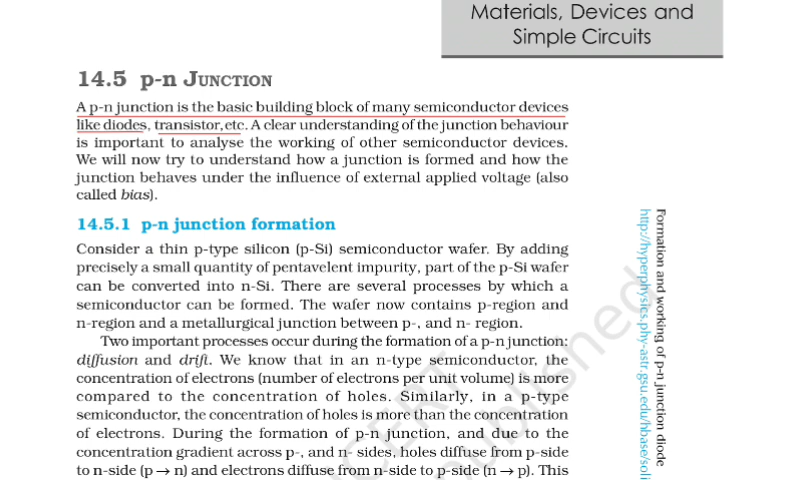 Materials, Devices and
Simple Circuits
14.5 p-n JUNCTION
A p-n junction is the basic building block of many semiconductor devices
like diodes, transistor, etc. A clear understanding of the junction behaviour
is important to analyse the working of other semiconductor devices.
We will now try to understand how a junction is formed and how the
junction behaves under the influence of external applied voltage (also
called bias).
14.5.1 p-n junction formation
Consider a thin p-type silicon (p-Si) semiconductor wafer. By adding
precisely a small quantity of pentavelent impurity, part of the p-Si wafer
can be converted into n-Si. There are several processes by which a
semiconductor can be formed. The wafer now contains p-region and
n-region and a metallurgical junction between p-, and n- region.
Two important processes occur during the formation of a p-n junction:
diffusion and drift. We know that in an n-type semiconductor, the
concentration of electrons (number of electrons per unit volume) is more
compared to the concentration of holes. Similarly, in a p-type
semiconductor, the concentration of holes is more than the concentration
of electrons. During the formation of p-n junction, and due to the
concentration gradient across p-, and n- sides, holes diffuse from p-side
to n-side (p → n) and electrons diffuse from n-side to p-side (n → p). This
Formation and working of p-n junction diode
http://hyperphysics.phy-astr.gsu.edu/hbase/soli
NCERT
published